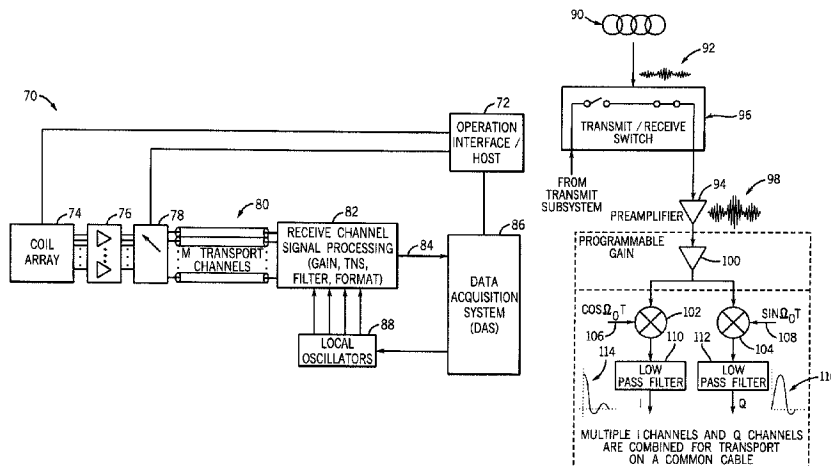 70
72
OPERATION
INTERFACE /
HOST
74
COIL
ARRAY
76
78
80
M TRANSPORT
CHANNELS
82
RECEIVE CHANNEL
SIGNAL PROCESSING
(GAIN, TNS,
FILTER, FORMAT)
84
86
DATA
ACQUISITION
SYSTEM
(DAS)
88
LOCAL
OSCILLATORS
90
92
96
TRANSMIT / RECEIVE
SWITCH
FROM
TRANSMIT
SUBSYSTEM
94
98
PREAMPLIFIER
PROGRAMMABLE
GAIN
100
COSΩ₀T
102
SINΩ₀T
106
104
108
114
110
112
LOW
PASS FILTER
LOW
PASS FILTER
I
Q
MULTIPLE I CHANNELS AND Q CHANNELS
ARE COMBINED FOR TRANSPORT
ON A COMMON CABLE